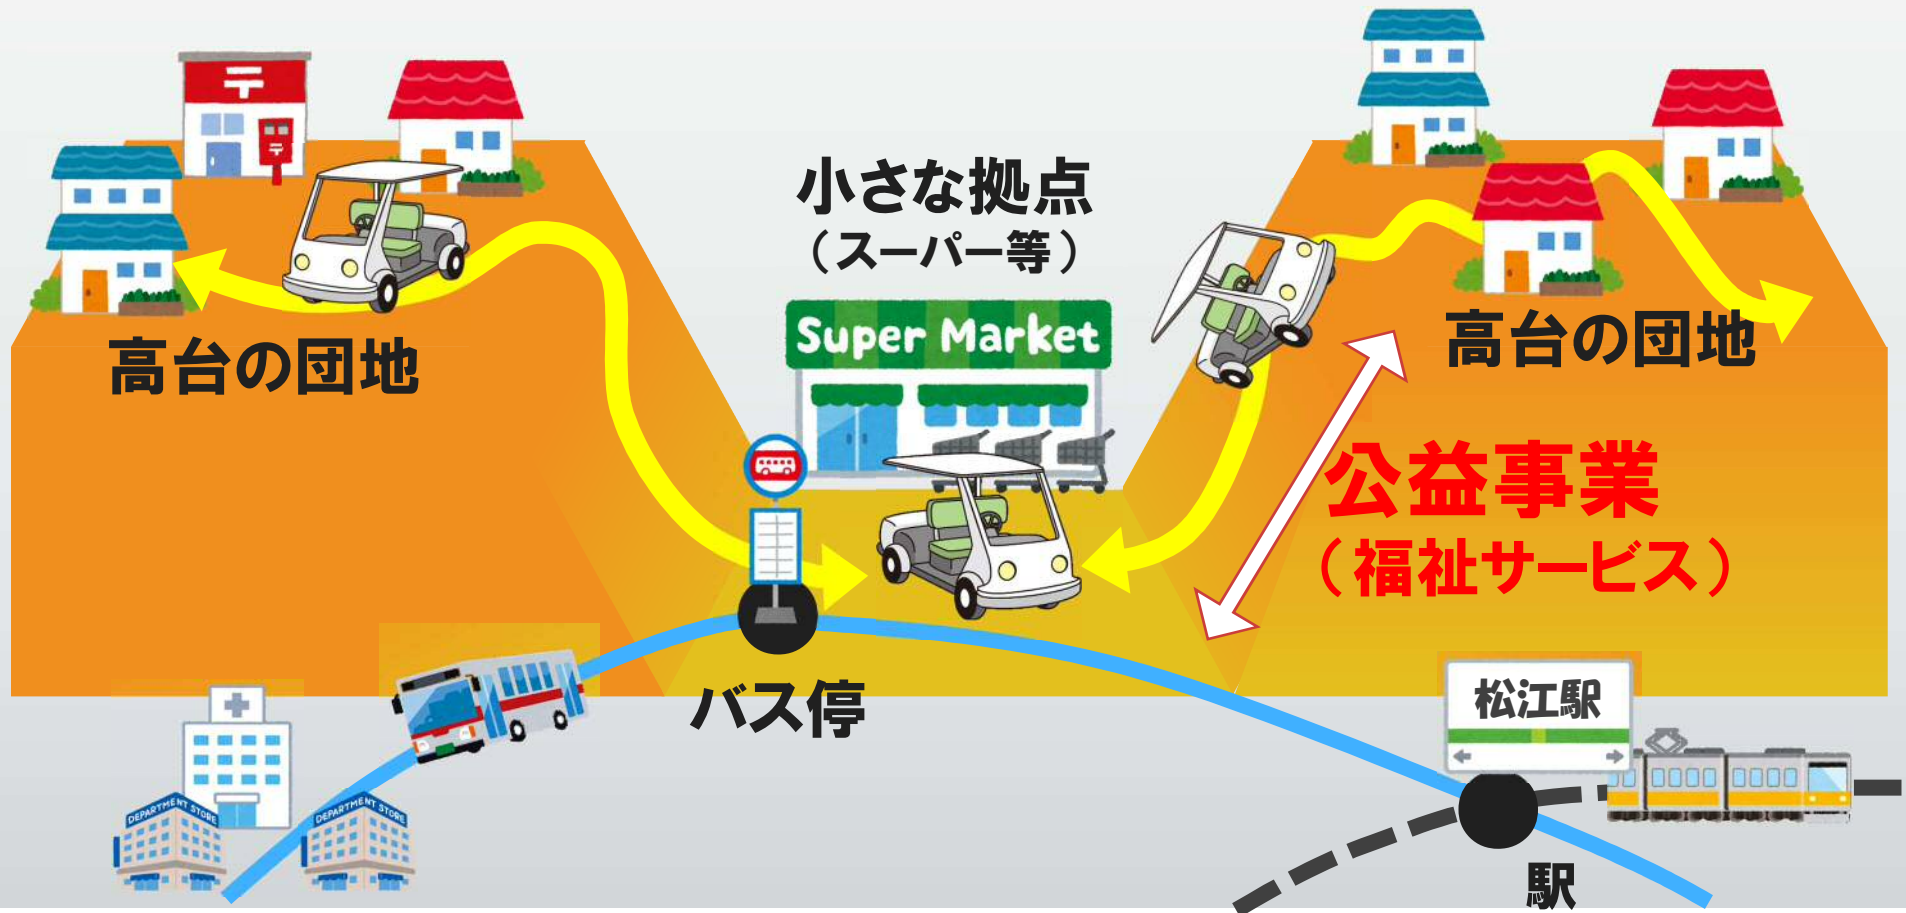 小さな拠点
（スーパー等）
Super Market
高台の団地
高台の団地
公益事業
（福祉サービス）
バス停
松江駅
DEPARTMENT STORE
DEPARTMENT STORE
駅